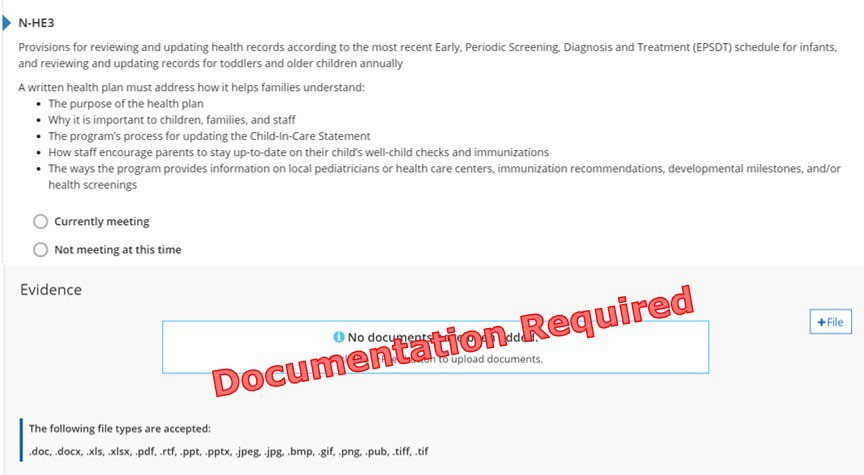 N-HE3
Provisions for reviewing and updating health records according to the most recent Early, Periodic Screening, Diagnosis and Treatment (EPSDT) schedule for infants,
and reviewing and updating records for toddlers and older children annually
A written health plan must address how it helps families understand:
• The purpose of the health plan
• Why it is important to children, families, and staff
• The program's process for updating the Child-In-Care Statement
• How staff encourage parents to stay up-to-date on their child's well-child checks and immunizations
• The ways the program provides information on local pediatricians or health care centers, immunization recommendations, developmental milestones, and/or
health screenings
Currently meeting
Not meeting at this time
Evidence
+File
No documents
to upload documents.
Documentation Required
The following file types are accepted:
.doc, .docx, .xls, .xlsx, .pdf, .rtf, .ppt, .pptx, .jpeg, .jpg, .bmp, .gif, .png, .pub, .tiff, .tif